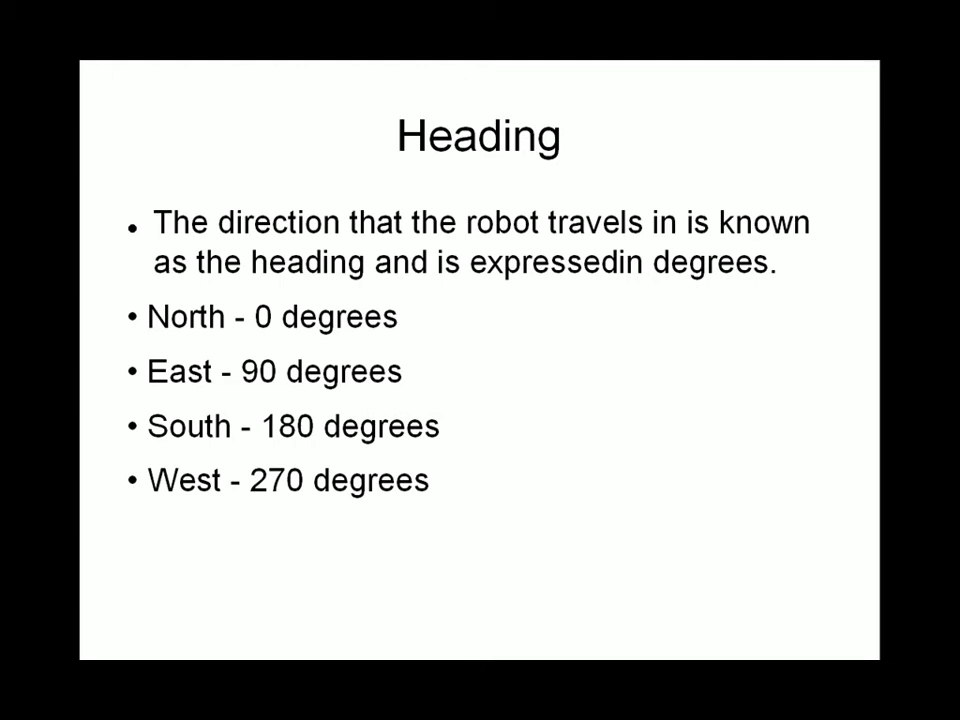 Heading
• The direction that the robot travels in is known
as the heading and is expressedin degrees.
• North - 0 degrees
• East - 90 degrees
• South - 180 degrees
• West - 270 degrees